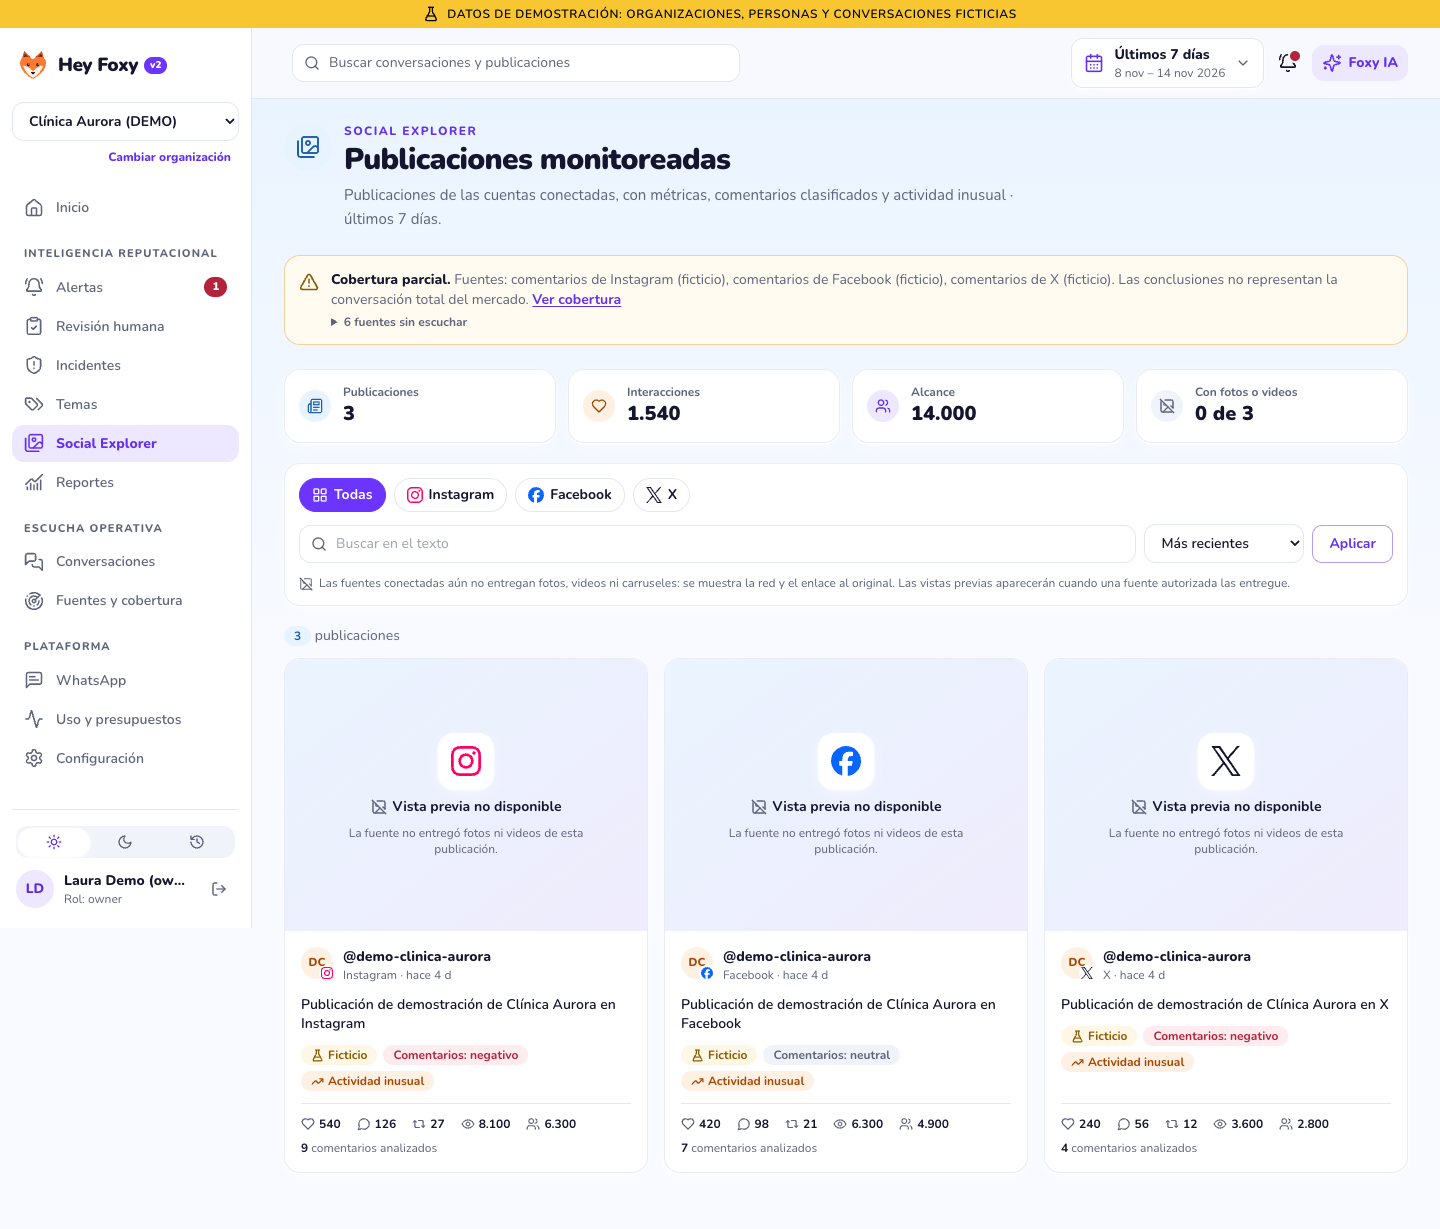 DATOS DE DEMOSTRACIÓN: ORGANIZACIONES, PERSONAS Y CONVERSACIONES FICTICIAS
Hey Foxy v2
Clínica Aurora (DEMO)
Cambiar organización
Inicio
INTELIGENCIA REPUTACIONAL
Alertas 1
Revisión humana
Incidentes
Temas
Social Explorer
Reportes
ESCUCHA OPERATIVA
Conversaciones
Fuentes y cobertura
PLATAFORMA
WhatsApp
Uso y presupuestos
Configuración
LD
Laura Demo (ow...
Rol: owner
Buscar conversaciones y publicaciones
Últimos 7 días
8 nov – 14 nov 2026
Foxy IA
SOCIAL EXPLORER
Publicaciones monitoreadas
Publicaciones de las cuentas conectadas, con métricas, comentarios clasificados y actividad inusual ·
últimos 7 días.
Cobertura parcial. Fuentes: comentarios de Instagram (ficticio), comentarios de Facebook (ficticio), comentarios de X (ficticio). Las conclusiones no representan la
conversación total del mercado. Ver cobertura
6 fuentes sin escuchar
Publicaciones
3
Interacciones
1.540
Alcance
14.000
Con fotos o videos
0 de 3
Todas Instagram Facebook X
Buscar en el texto Más recientes Aplicar
Las fuentes conectadas aún no entregan fotos, videos ni carruseles: se muestra la red y el enlace al original. Las vistas previas aparecerán cuando una fuente autorizada las entregue.
3 publicaciones
Vista previa no disponible
La fuente no entregó fotos ni videos de esta
publicación.
DC
@demo-clinica-aurora
Instagram · hace 4 d
Publicación de demostración de Clínica Aurora en
Instagram
Ficticio Comentarios: negativo
Actividad inusual
540 126 27 8.100 6.300
9 comentarios analizados
Vista previa no disponible
La fuente no entregó fotos ni videos de esta
publicación.
DC
@demo-clinica-aurora
Facebook · hace 4 d
Publicación de demostración de Clínica Aurora en
Facebook
Ficticio Comentarios: neutral
Actividad inusual
420 98 21 6.300 4.900
7 comentarios analizados
Vista previa no disponible
La fuente no entregó fotos ni videos de esta
publicación.
DC
@demo-clinica-aurora
X · hace 4 d
Publicación de demostración de Clínica Aurora en X
Ficticio Comentarios: negativo
Actividad inusual
240 56 12 3.600 2.800
4 comentarios analizados